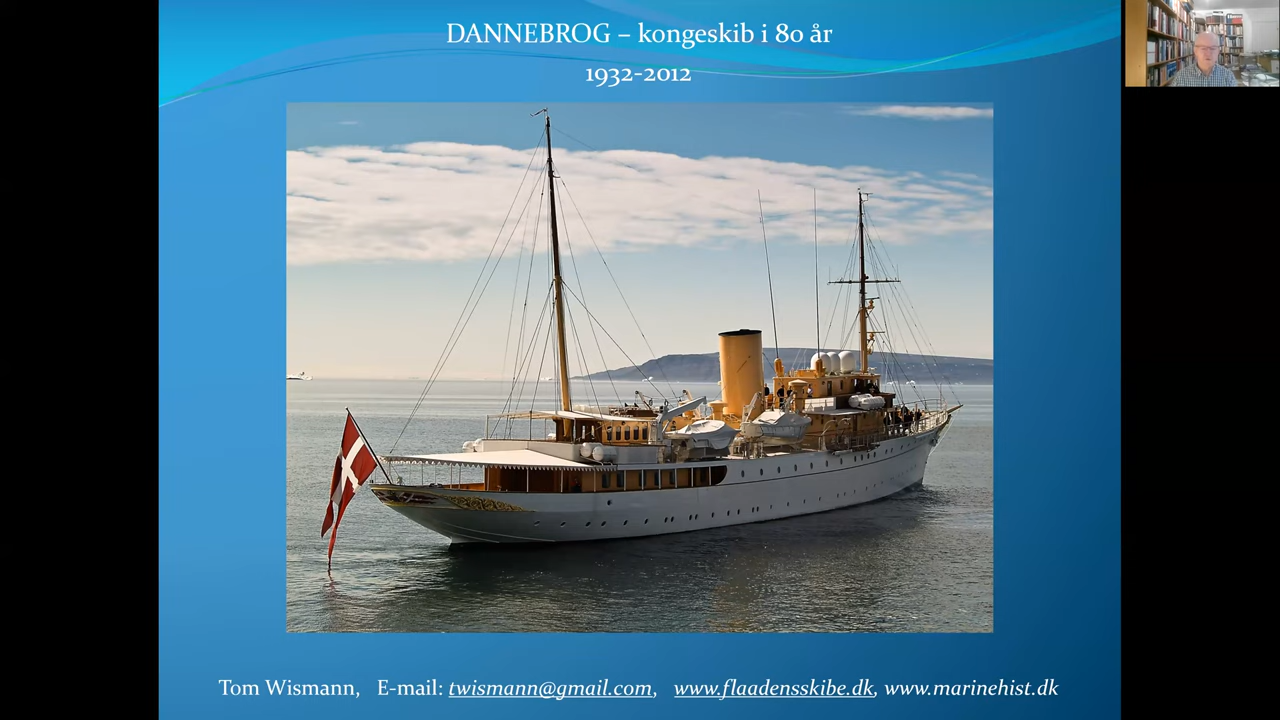 DANNEBROG – kongeskib i 80 år
1932-2012
Tom Wismann, E-mail: twismann@gmail.com, www.flaadensskibe.dk, www.marinehist.dk